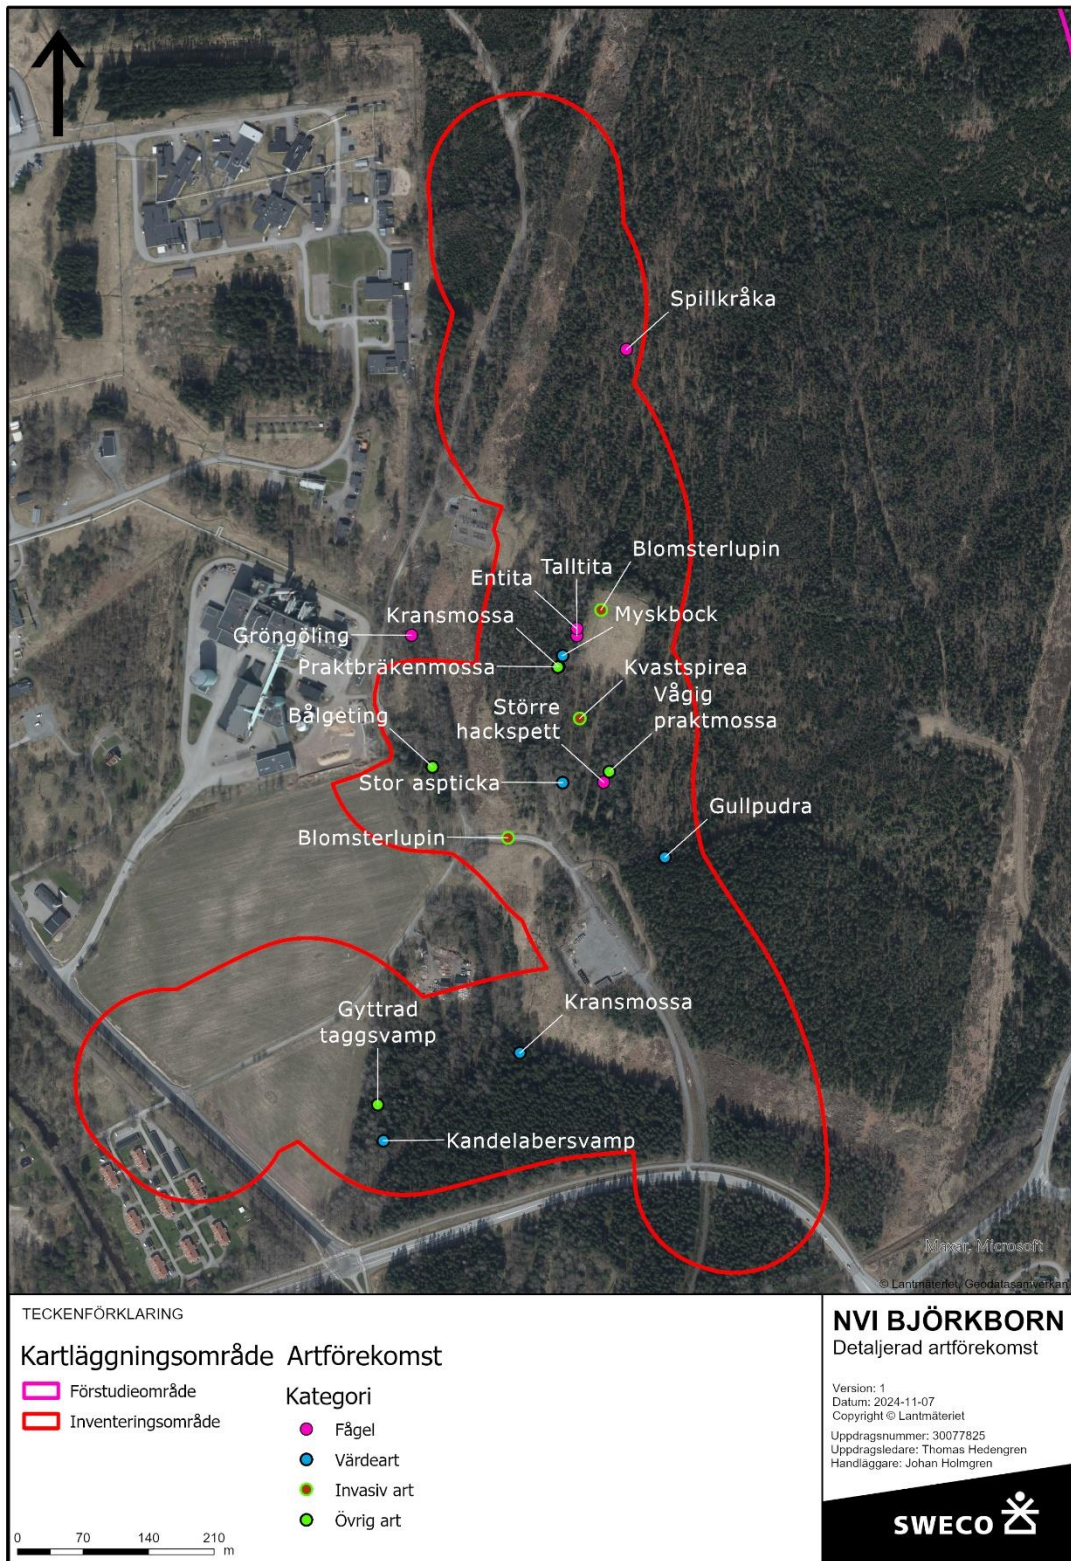 Spillkråka
Blomsterlupin
Talltita
Entita
Myskbock
Kransmossa
Gröngöling
Praktbräkenmossa
Kvastspirea
Vågig
praktmossa
Större
hackspett
Bålgeting
Stor aspticka
Gullpudra
Blomsterlupin
Kransmossa
Gyttrad
taggsvamp
Kandelabersvamp
Maxar, Microsoft
© Lantmäteriet, Geodatasamverkan
TECKENFÖRKLARING
Kartläggningsområde
Förstudieområde
Inventeringsområde
Artförekomst
Kategori
Fågel
Värdeart
Invasiv art
Övrig art
0 70 140 210
m
NVI BJÖRKBORN
Detaljerad artförekomst
Version: 1
Datum: 2024-11-07
Copyright © Lantmäteriet
Uppdragsnummer: 30077825
Uppdragsledare: Thomas Hedengren
Handläggare: Johan Holmgren
SWECO